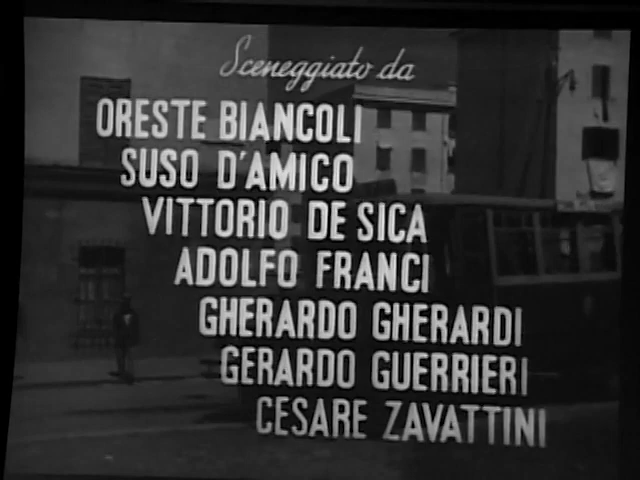 Sceneggiato da
ORESTE BIANCOLI
SUSO D'AMICO
VITTORIO DE SICA
ADOLFO FRANCI
GHERARDO GHERARDI
GERARDO GUERRIERI
CESARE ZAVATTINI